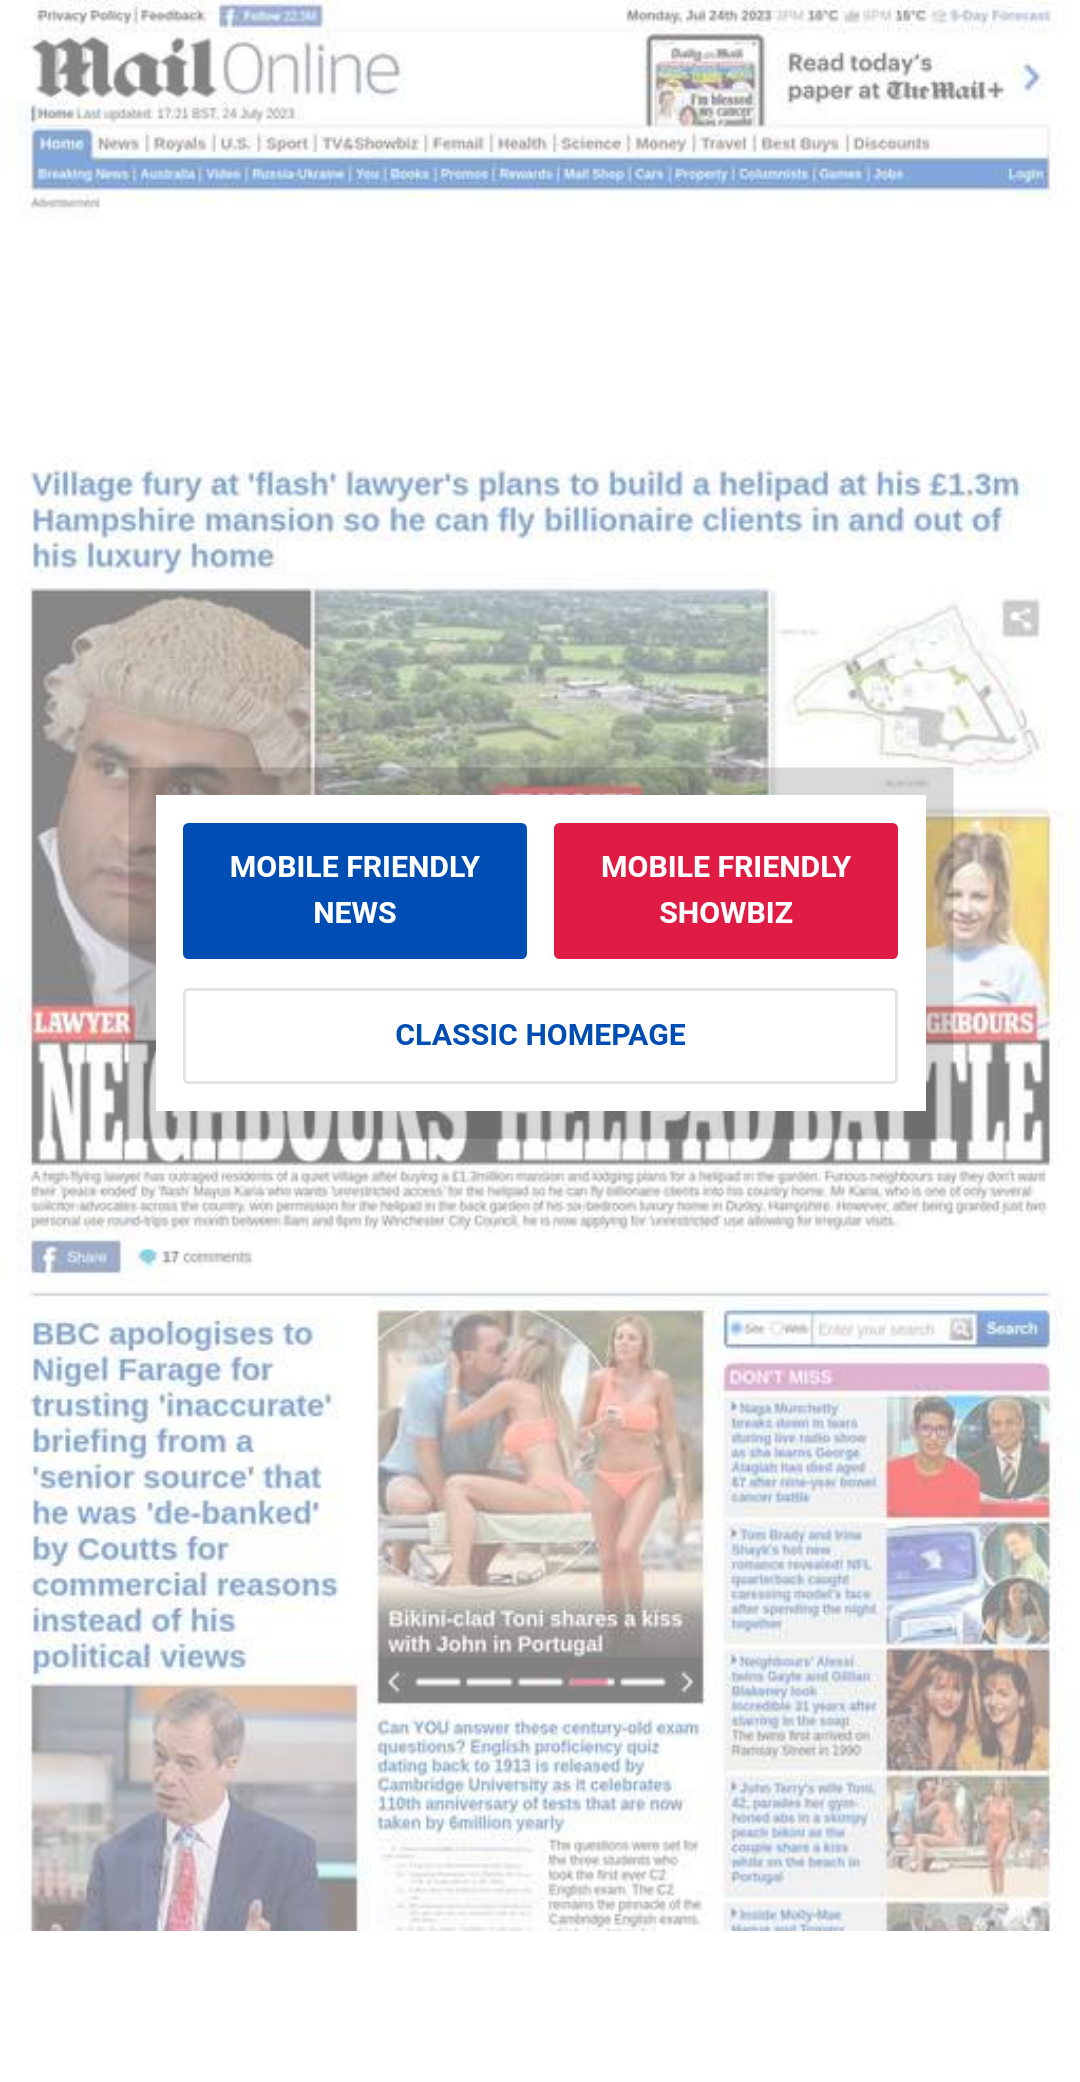 Privacy Policy | Feedback Follow 22.5M
Monday, Jul 24th 2023 3PM 16°C 6PM 16°C 5-Day Forecast
Mail Online
Daily Mail
I'm blessed
my cancer
was caught
Read today's
paper at The Mail+
Home Last updated: 17:21 BST, 24 July 2023
Home News | Royals | U.S. | Sport | TV&Showbiz | Femail | Health | Science | Money | Travel | Best Buys | Discounts
Breaking News | Australia | Video | Russia-Ukraine | You | Books | Promos | Rewards | Mail Shop | Cars | Property | Columnists | Games | Jobs Login
Advertisement
Village fury at 'flash' lawyer's plans to build a helipad at his £1.3m
Hampshire mansion so he can fly billionaire clients in and out of
his luxury home
MOBILE FRIENDLY
NEWS
MOBILE FRIENDLY
SHOWBIZ
CLASSIC HOMEPAGE
LAWYER
GHBOURS
NEIGHBOURS' HELIPAD BATTLE
A high-flying lawyer has outraged residents of a quiet village after buying a £1.3million mansion and lodging plans for a helipad in the garden. Furious neighbours say they don't want
their 'peace ended' by 'flash' Mayus Karia who wants 'unrestricted access' for the helipad so he can fly billionaire clients into his country home. Mr Karia, who is one of only several
solicitor-advocates across the country, won permission for the helipad in the back garden of his six-bedroom luxury home in Durley, Hampshire. However, after being granted just two
personal use round-trips per month between 8am and 6pm by Winchester City Council, he is now applying for 'unrestricted' use allowing for irregular visits.
Share 17 comments
BBC apologises to
Nigel Farage for
trusting 'inaccurate'
briefing from a
'senior source' that
he was 'de-banked'
by Coutts for
commercial reasons
instead of his
political views
Bikini-clad Toni shares a kiss
with John in Portugal
Can YOU answer these century-old exam
questions? English proficiency quiz
dating back to 1913 is released by
Cambridge University as it celebrates
110th anniversary of tests that are now
taken by 6million yearly
The questions were set for
the three students who
took the first ever C2
English exam. The C2
remains the pinnacle of the
Cambridge English exams,
Site Web Enter your search Search
DON'T MISS
Naga Munchetty
breaks down in tears
during live radio show
as she learns George
Alagiah has died aged
67 after nine-year bowel
cancer battle
Tom Brady and Irina
Shayk's hot new
romance revealed! NFL
quarterback caught
caressing model's face
after spending the night
together
Neighbours' Alessi
twins Gayle and Gillian
Blakeney look
incredible 31 years after
starring in the soap
The twins first arrived on
Ramsay Street in 1990
John Terry's wife Toni,
42, parades her gym-
honed abs in a skimpy
peach bikini as the
couple share a kiss
while on the beach in
Portugal
Inside Molly-Mae
Hague and Tommy